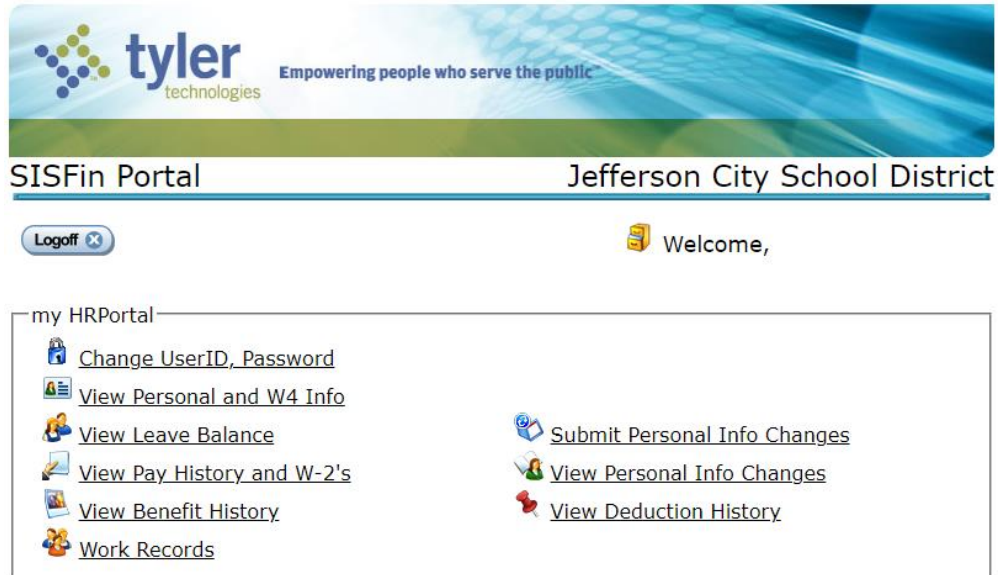 tyler
technologies
Empowering people who serve the public™
SISFin Portal
Jefferson City School District
Logoff
Welcome,
my HRPortal
Change UserID, Password
View Personal and W4 Info
View Leave Balance
Submit Personal Info Changes
View Pay History and W-2's
View Personal Info Changes
View Benefit History
View Deduction History
Work Records